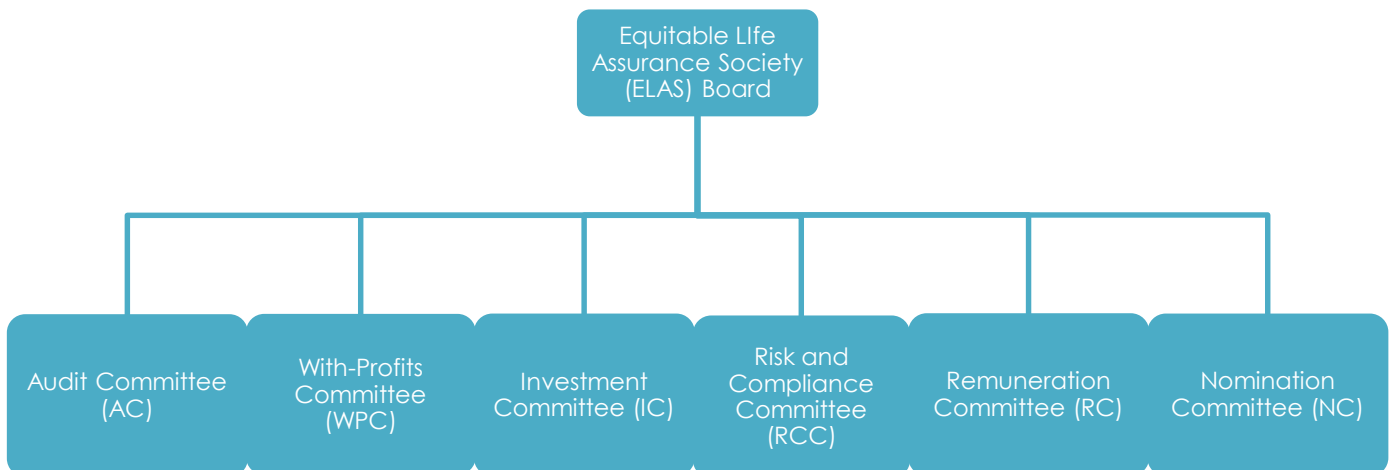 Equitable LIfe
Assurance Society
(ELAS) Board
Audit Committee
(AC)
With-Profits
Committee
(WPC)
Investment
Committee (IC)
Risk and
Compliance
Committee
(RCC)
Remuneration
Committee (RC)
Nomination
Committee (NC)